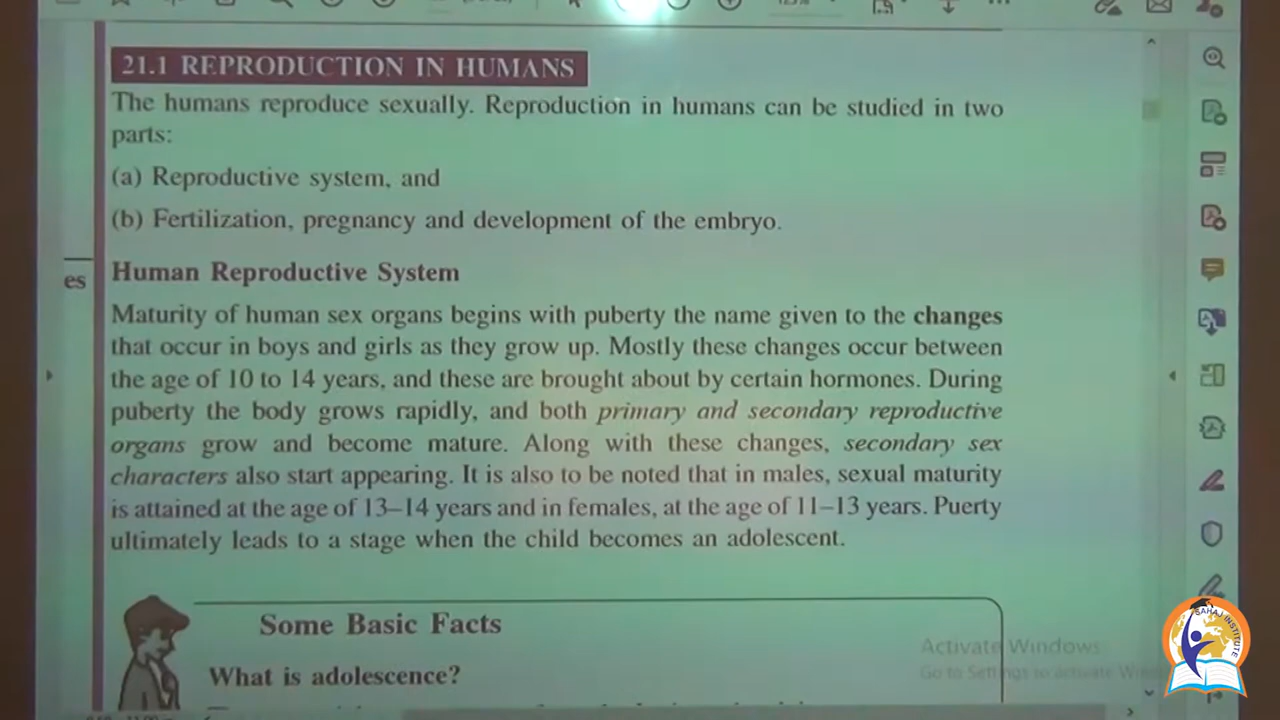 21.1 REPRODUCTION IN HUMANS
The humans reproduce sexually. Reproduction in humans can be studied in two
parts:
(a) Reproductive system, and
(b) Fertilization, pregnancy and development of the embryo.
es
Human Reproductive System
Maturity of human sex organs begins with puberty the name given to the changes
that occur in boys and girls as they grow up. Mostly these changes occur between
the age of 10 to 14 years, and these are brought about by certain hormones. During
puberty the body grows rapidly, and both primary and secondary reproductive
organs grow and become mature. Along with these changes, secondary sex
characters also start appearing. It is also to be noted that in males, sexual maturity
is attained at the age of 13–14 years and in females, at the age of 11–13 years. Puerty
ultimately leads to a stage when the child becomes an adolescent.
Some Basic Facts
What is adolescence?
Activate Windows
Go to Settings to activate
SAHAJ INSTITUTE